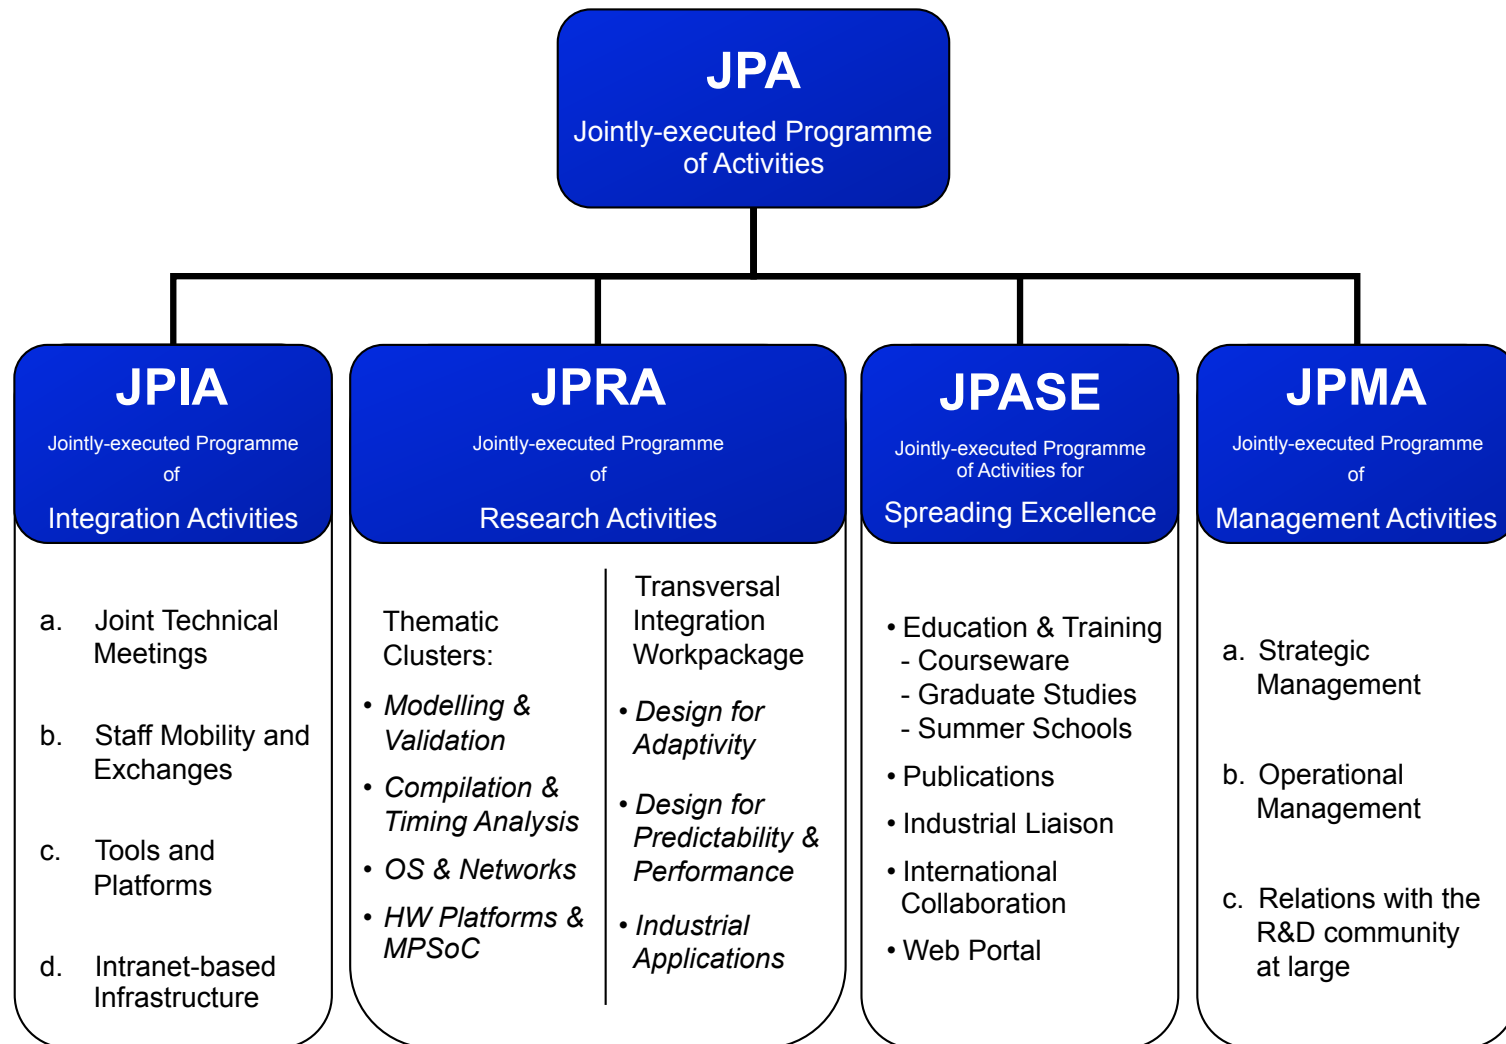 JPA
Jointly-executed Programme
of Activities
JPIA
Jointly-executed Programme
of
Integration Activities
a. Joint Technical
Meetings
b. Staff Mobility and
Exchanges
c. Tools and
Platforms
d. Intranet-based
Infrastructure
JPRA
Jointly-executed Programme
of
Research Activities
Thematic
Clusters:
• Modelling &
Validation
• Compilation &
Timing Analysis
• OS & Networks
• HW Platforms &
MPSoC
Transversal
Integration
Workpackage
• Design for
Adaptivity
• Design for
Predictability &
Performance
• Industrial
Applications
JPASE
Jointly-executed Programme
of Activities for
Spreading Excellence
• Education & Training
- Courseware
- Graduate Studies
- Summer Schools
• Publications
• Industrial Liaison
• International
Collaboration
• Web Portal
JPMA
Jointly-executed Programme
of
Management Activities
a. Strategic
Management
b. Operational
Management
c. Relations with the
R&D community
at large